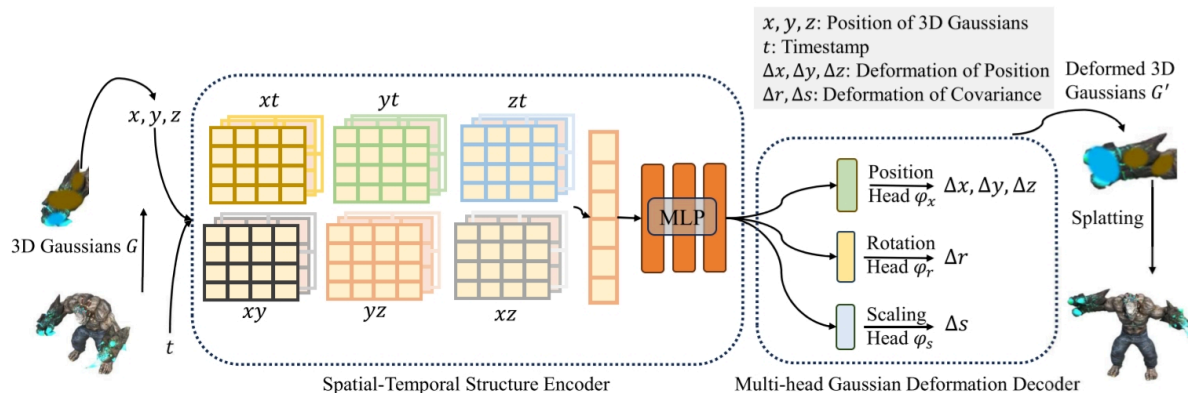 x, y, z: Position of 3D Gaussians
t: Timestamp
Δx, Δy, Δz: Deformation of Position
Δr, Δs: Deformation of Covariance
x, y, z
3D Gaussians G
t
xt
yt
zt
xy
yz
xz
MLP
Spatial-Temporal Structure Encoder
Position
Head φₓ
Δx, Δy, Δz
Rotation
Head φᵣ
Δr
Scaling
Head φₛ
Δs
Multi-head Gaussian Deformation Decoder
Deformed 3D
Gaussians G′
Splatting